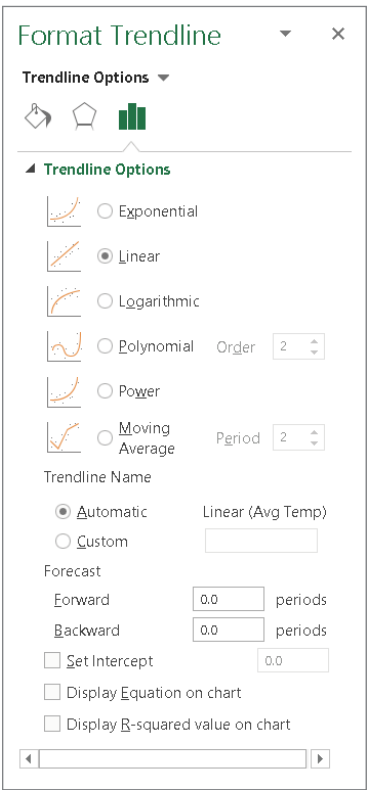 Format Trendline
Trendline Options
Trendline Options
Exponential
Linear
Logarithmic
Polynomial Order 2
Power
Moving Average Period 2
Trendline Name
Automatic Linear (Avg Temp)
Custom
Forecast
Forward 0.0 periods
Backward 0.0 periods
Set Intercept 0.0
Display Equation on chart
Display R-squared value on chart